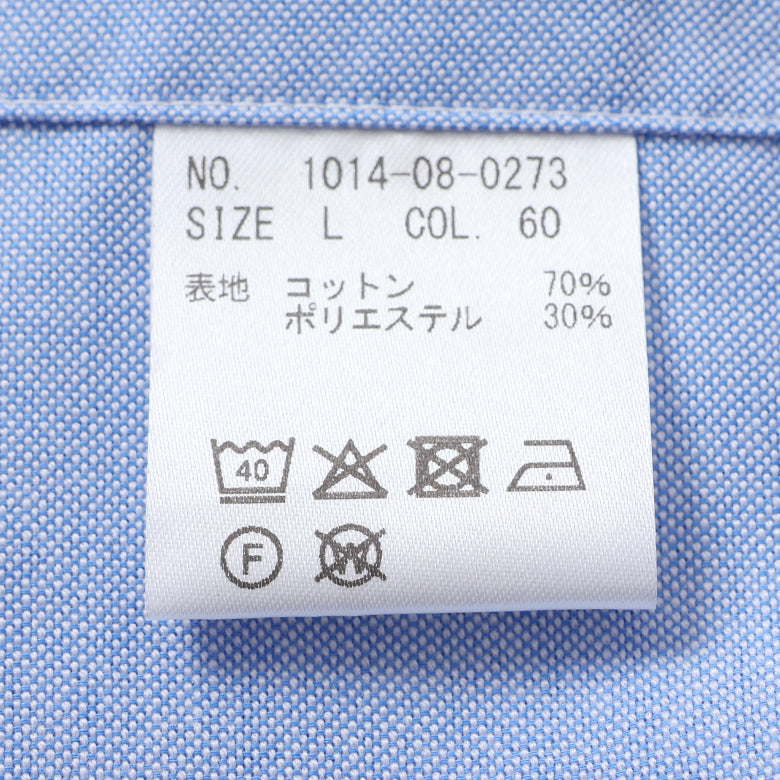 NO. 1014-08-0273
SIZE L COL. 60
表地 コットン 70%
ポリエステル 30%
40
F W